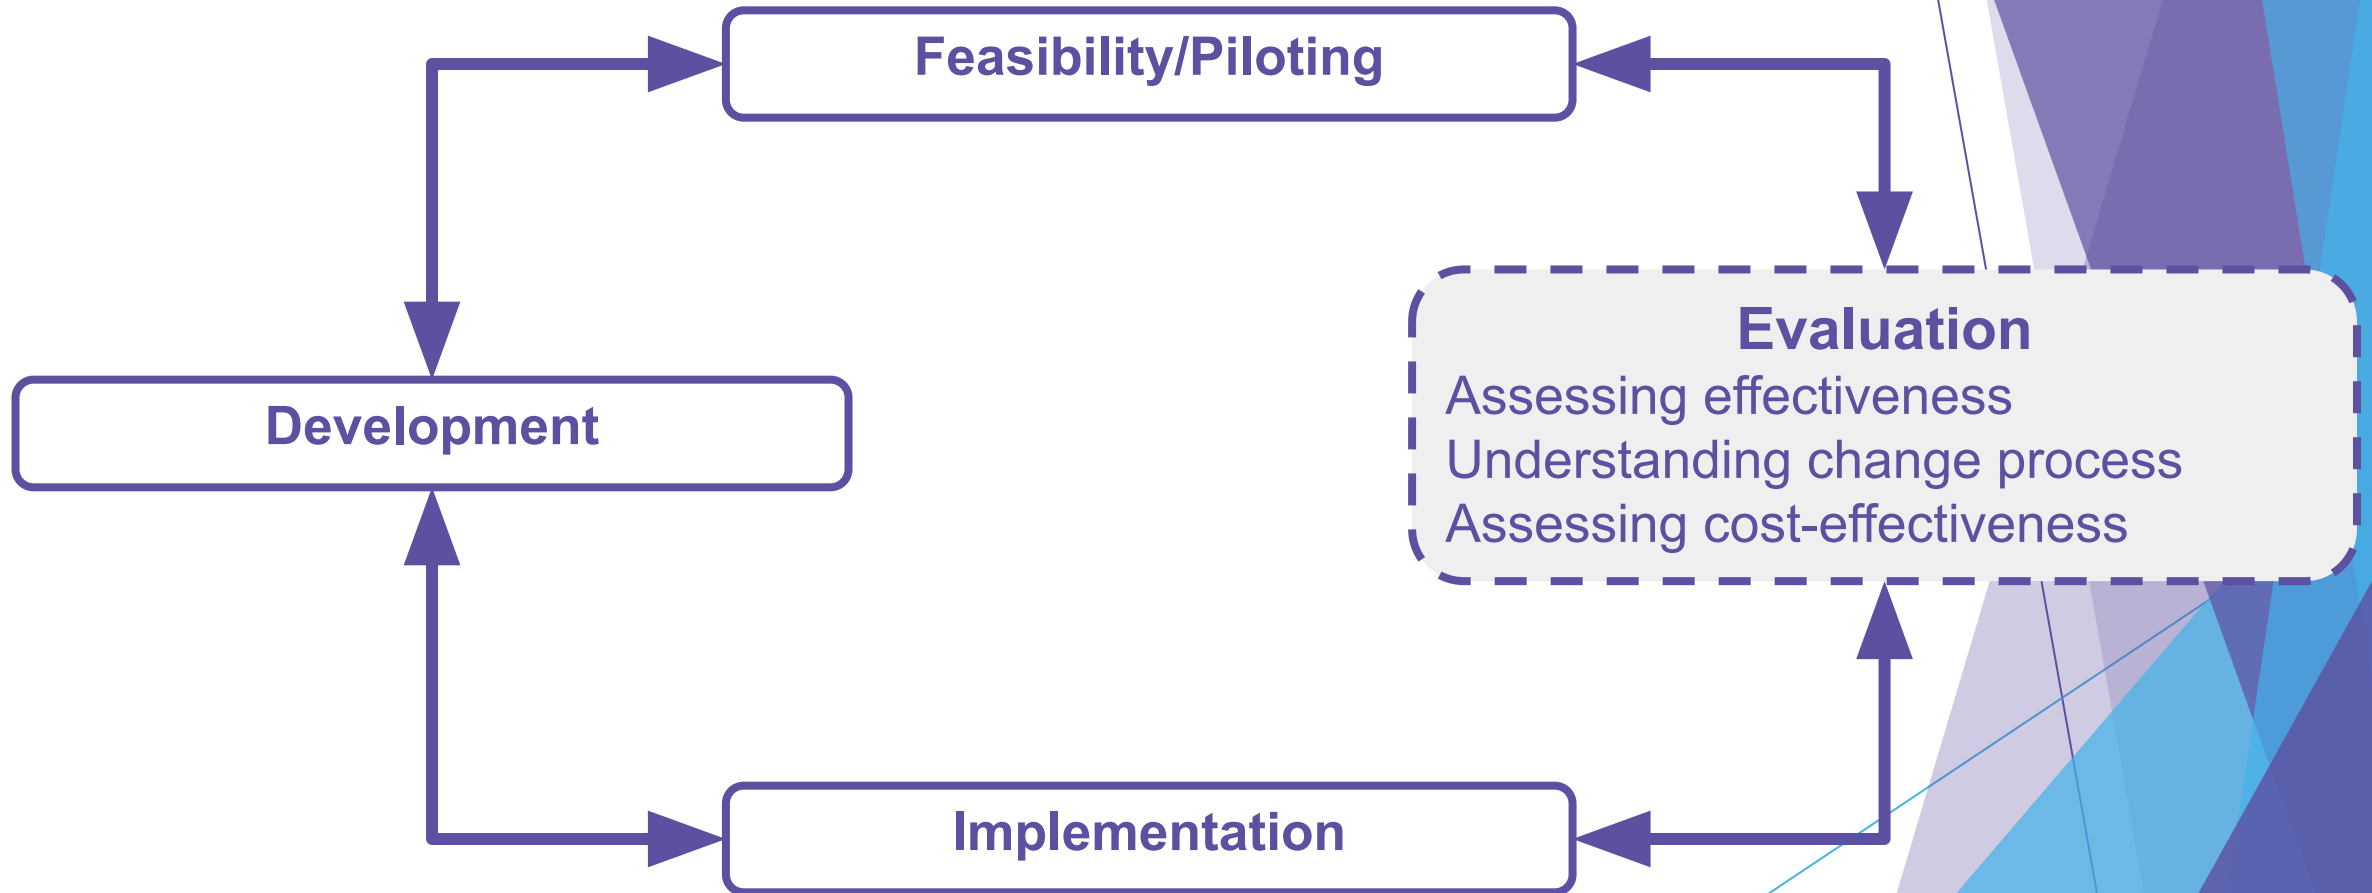 Feasibility/Piloting
Evaluation
Assessing effectiveness
Understanding change process
Assessing cost-effectiveness
Development
Implementation